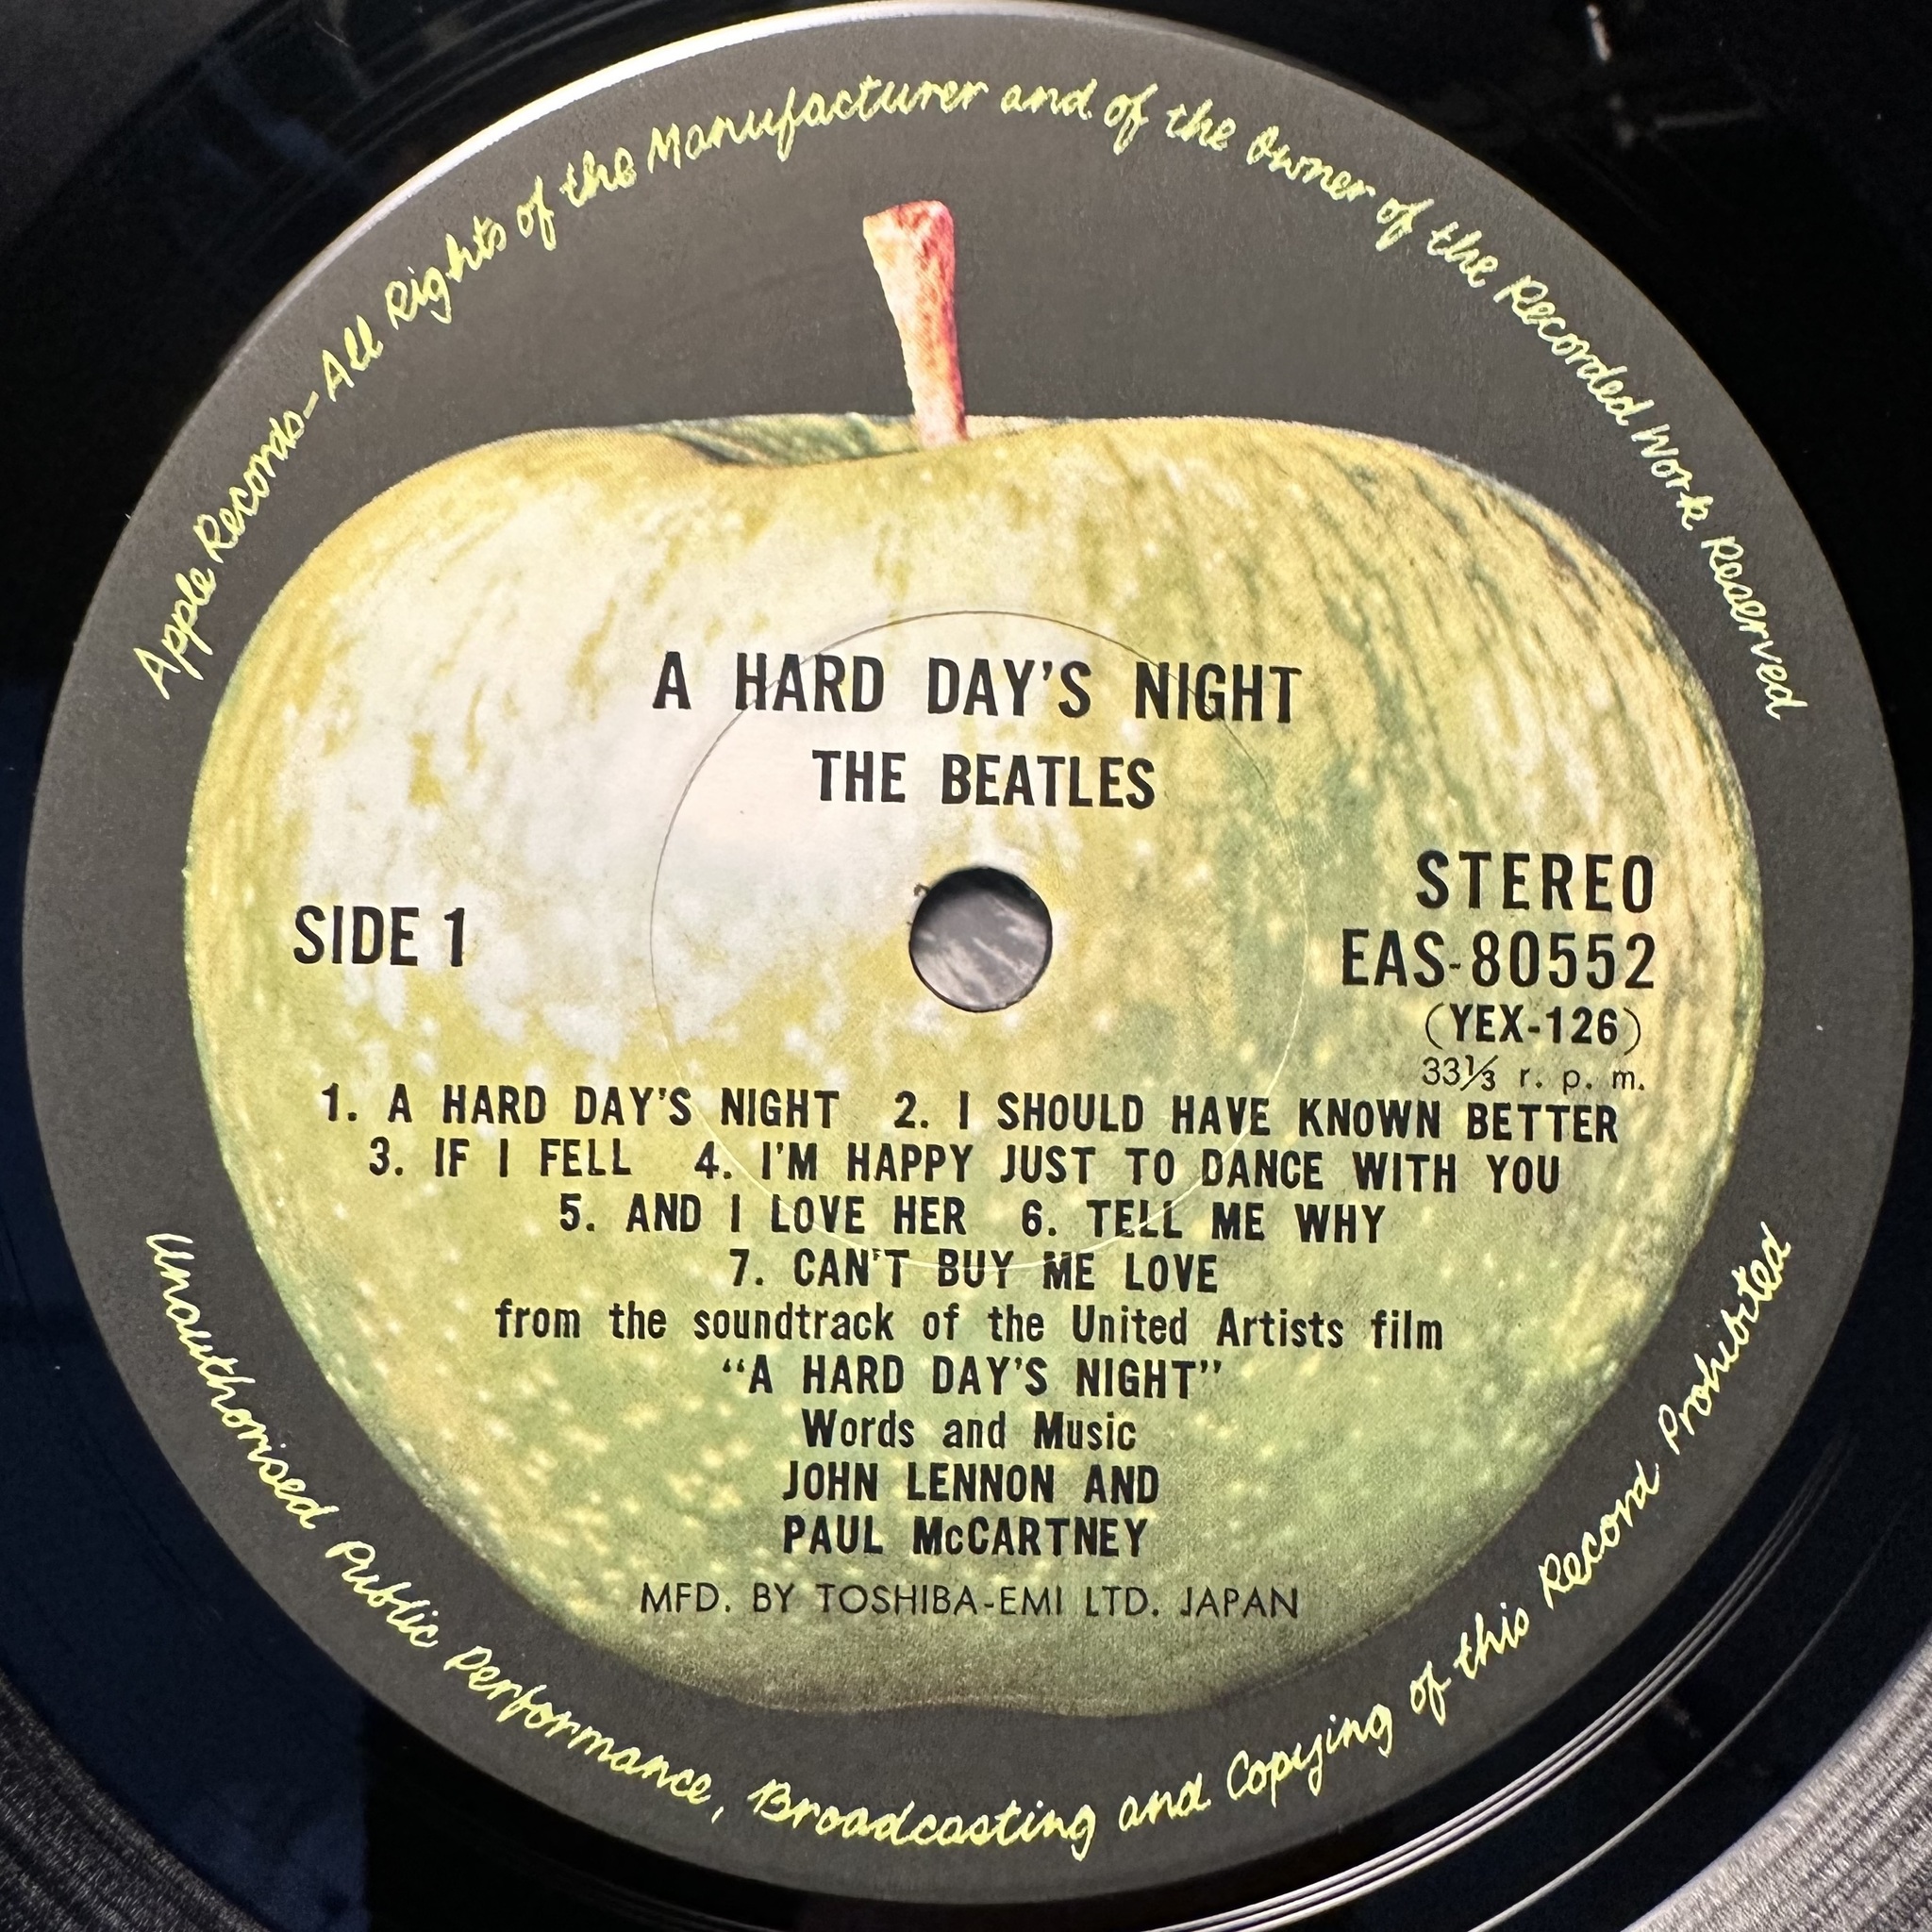 Apple Records-All Rights of the Manufacturer and of the Owner of the Recorded Work Reserved
A HARD DAY'S NIGHT
THE BEATLES
SIDE 1
STEREO
EAS-80552
(YEX-126)
33⅓ r. p. m.
1. A HARD DAY'S NIGHT 2. I SHOULD HAVE KNOWN BETTER
3. IF I FELL 4. I'M HAPPY JUST TO DANCE WITH YOU
5. AND I LOVE HER 6. TELL ME WHY
7. CAN'T BUY ME LOVE
from the soundtrack of the United Artists film
“A HARD DAY'S NIGHT”
Words and Music
JOHN LENNON AND
PAUL McCARTNEY
MFD. BY TOSHIBA-EMI LTD. JAPAN
Unauthorised Public Performance, Broadcasting and Copying of this Record Prohibited